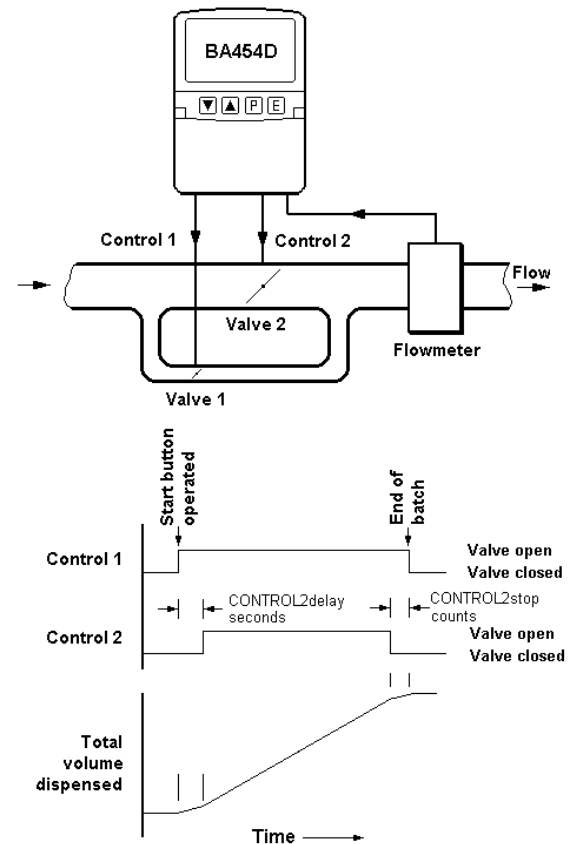 BA454D
▼ ▲ P E
Control 1
Control 2
Flow
Valve 2
Flowmeter
Valve 1
Start button
operated
End of
batch
Control 1
Valve open
Valve closed
CONTROL2delay
seconds
CONTROL2stop
counts
Control 2
Valve open
Valve closed
Total
volume
dispensed
Time